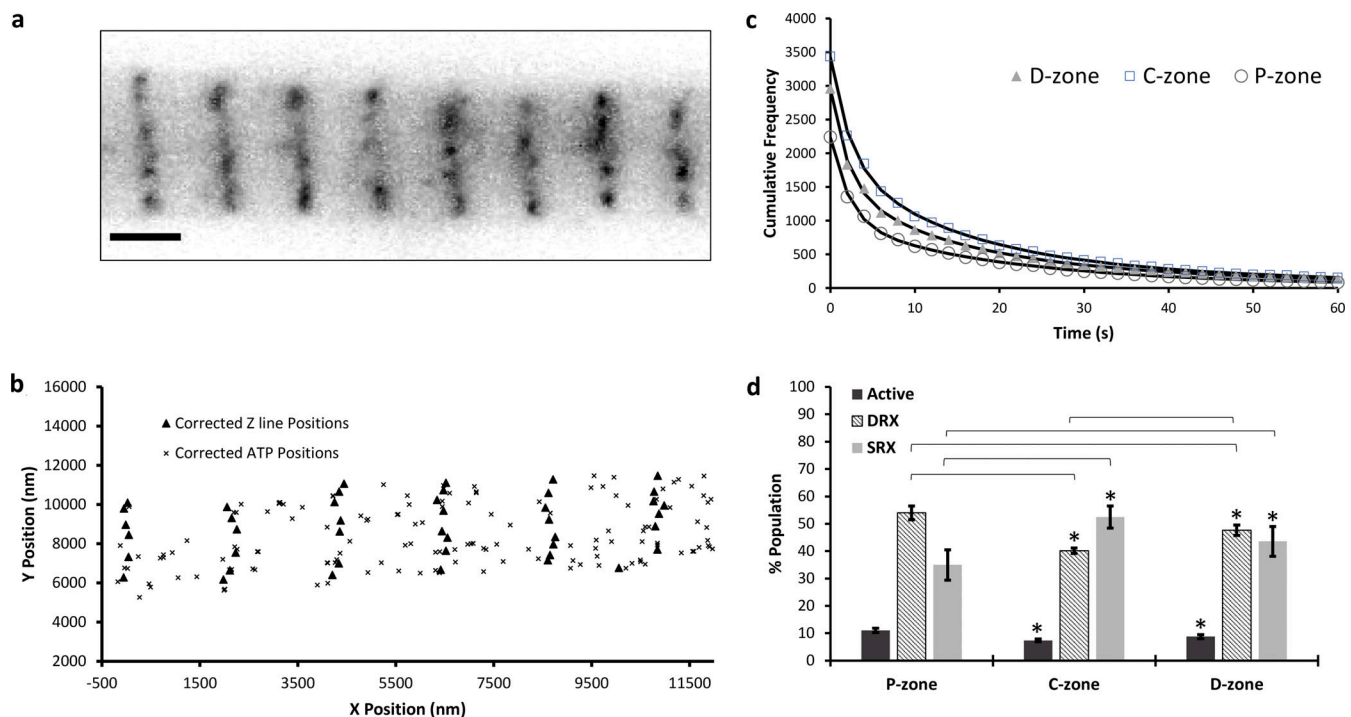 a
b
16000
14000
12000
10000
8000
6000
4000
2000
Y Position (nm)
Corrected Z line Positions
Corrected ATP Positions
-500
1500
3500
5500
7500
9500
11500
X Position (nm)
c
4000
3500
3000
2500
2000
1500
1000
500
0
Cumulative Frequency
D-zone C-zone P-zone
0 10 20 30 40 50 60
Time (s)
d
100
90
80
70
60
50
40
30
20
10
0
% Population
Active
DRX
SRX
* * * * * *
P-zone C-zone D-zone